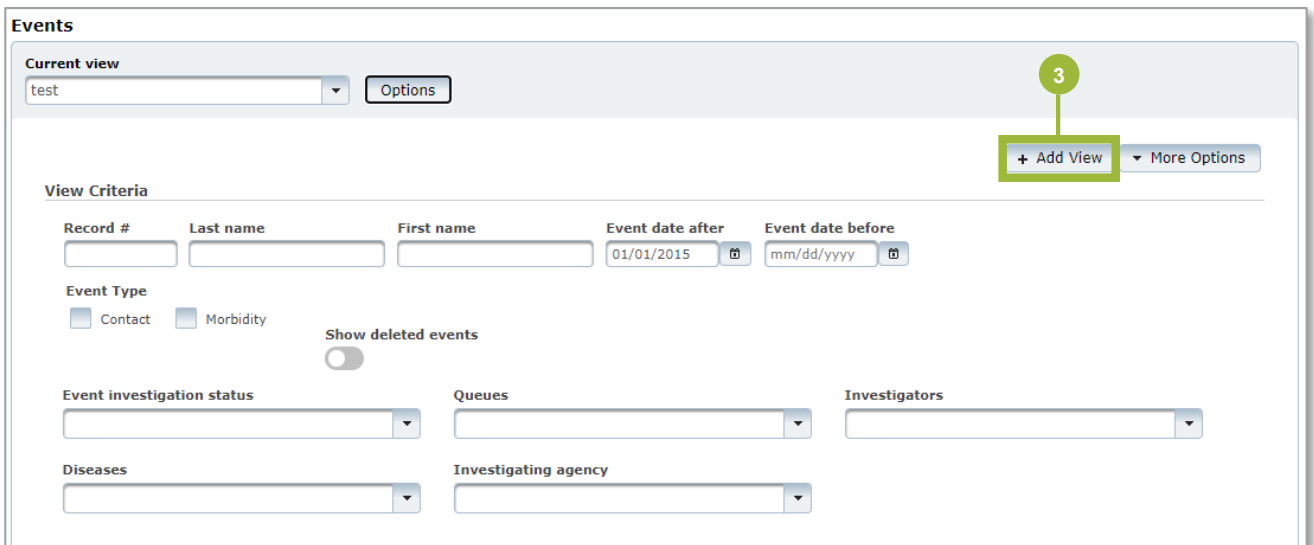 Events
Current view
test
Options
3
+ Add View
More Options
View Criteria
Record # Last name First name Event date after Event date before
01/01/2015 mm/dd/yyyy
Event Type
Contact Morbidity
Show deleted events
Event investigation status Queues Investigators
Diseases Investigating agency